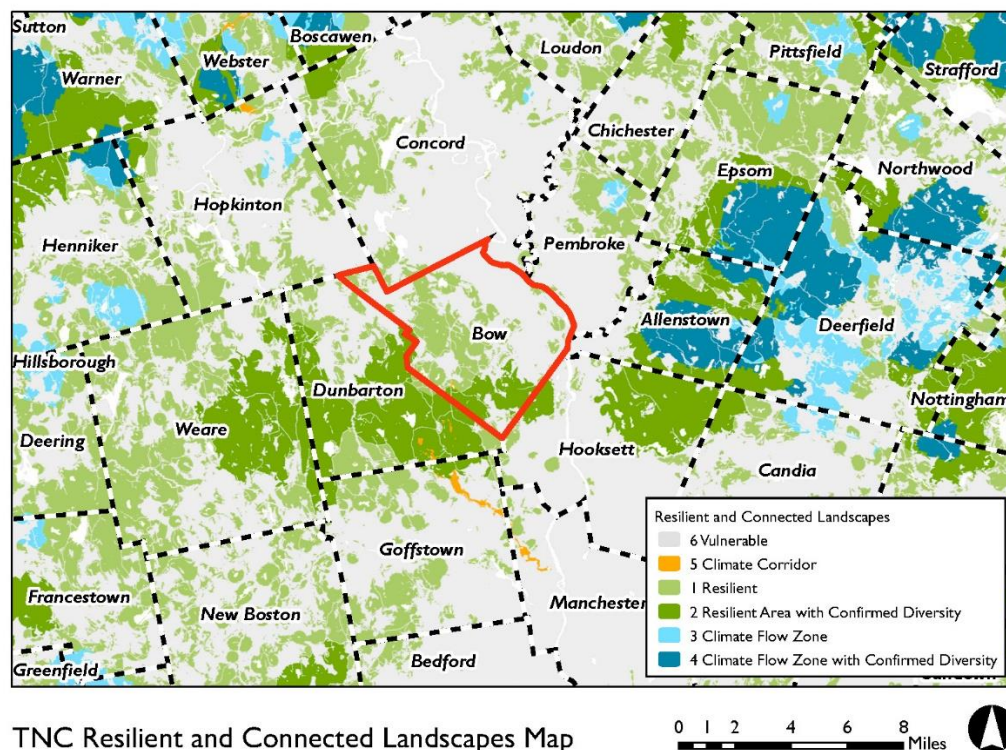 Sutton
Boscawen
Loudon
Pittsfield
Webster
Strafford
Warner
Chichester
Concord
Epsom
Northwood
Hopkinton
Henniker
Pembroke
Bow
Allenstown
Deerfield
Hillsborough
Dunbarton
Nottingham
Weare
Deering
Hooksett
Candia
Goffstown
Francestown
New Boston
Manchester
Bedford
Greenfield
Resilient and Connected Landscapes
6 Vulnerable
5 Climate Corridor
1 Resilient
2 Resilient Area with Confirmed Diversity
3 Climate Flow Zone
4 Climate Flow Zone with Confirmed Diversity
TNC Resilient and Connected Landscapes Map
0 1 2 4 6 8
Miles